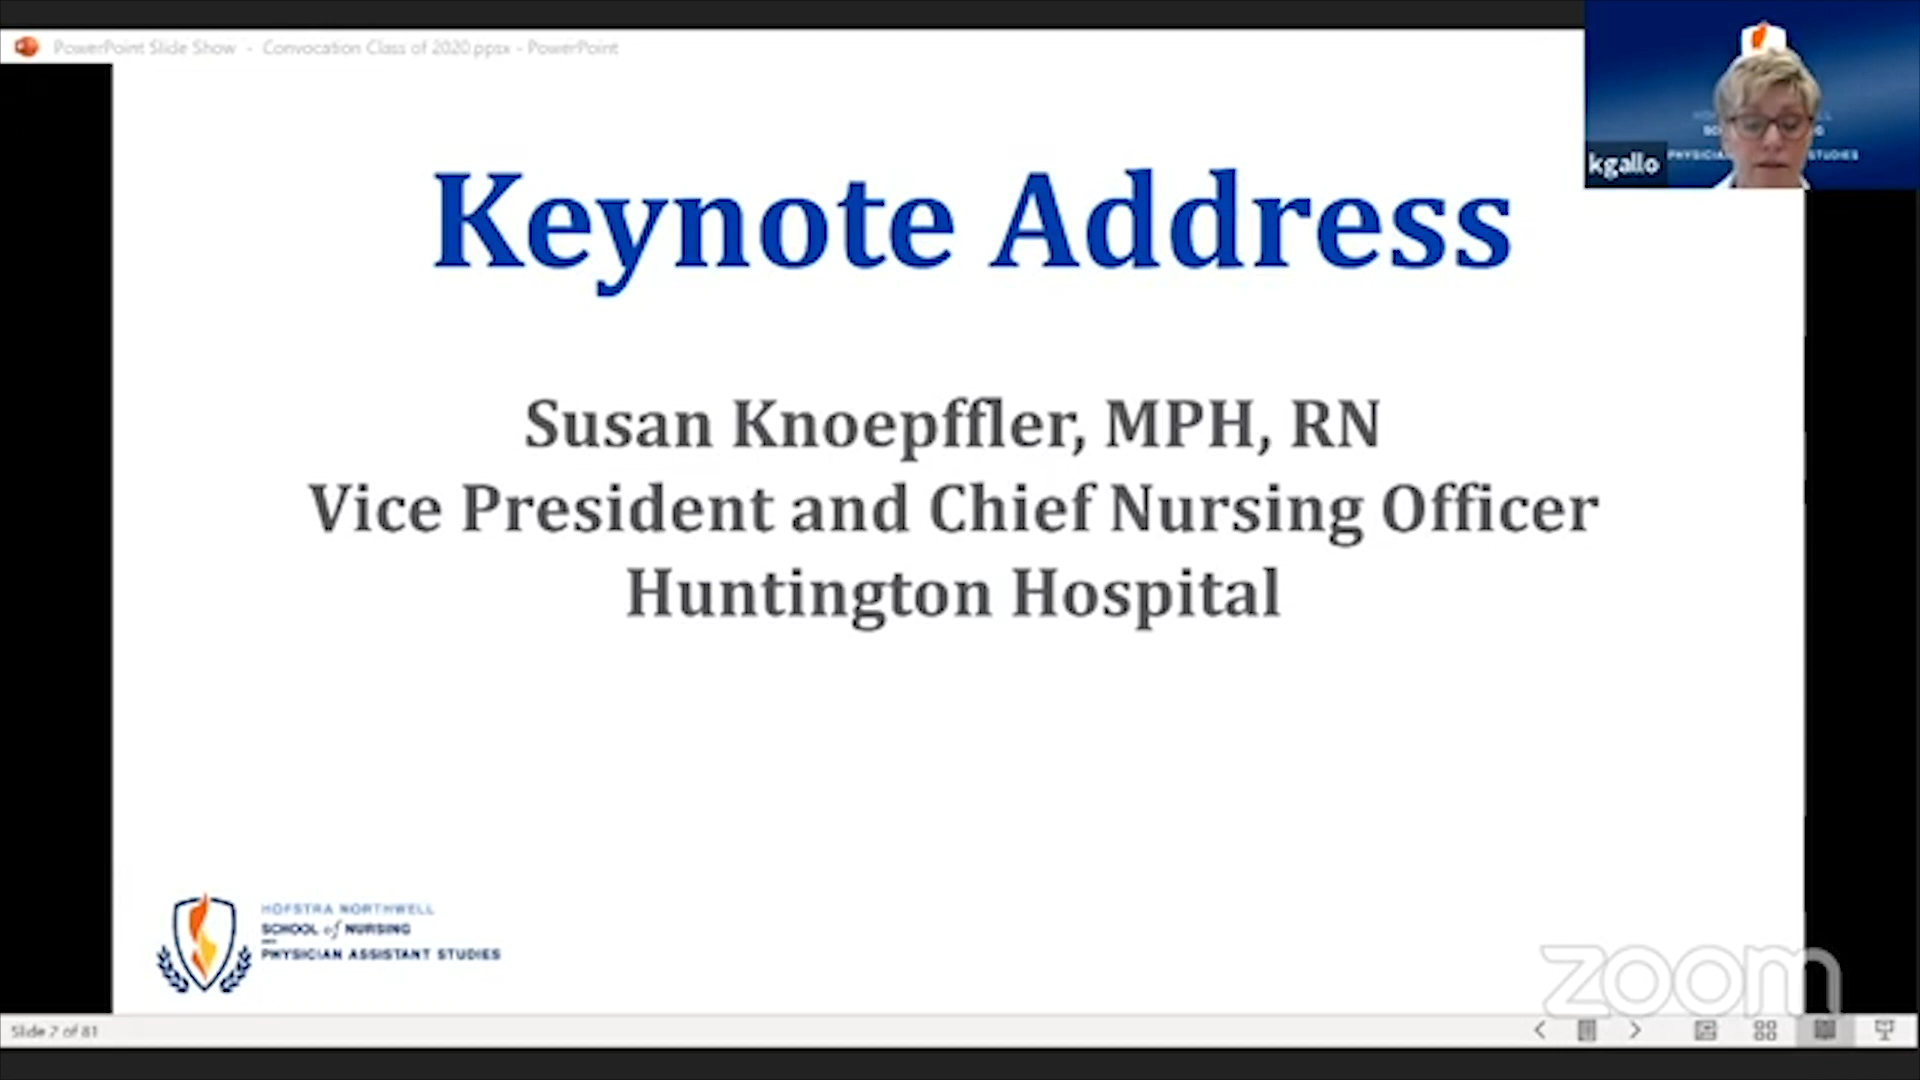 PowerPoint Slide Show - Convocation Class of 2020.ppsx - PowerPoint
kgallo
Keynote Address
Susan Knoepffler, MPH, RN
Vice President and Chief Nursing Officer
Huntington Hospital
HOFSTRA NORTHWELL
SCHOOL of NURSING
PHYSICIAN ASSISTANT STUDIES
zoom
Slide 7 of 81